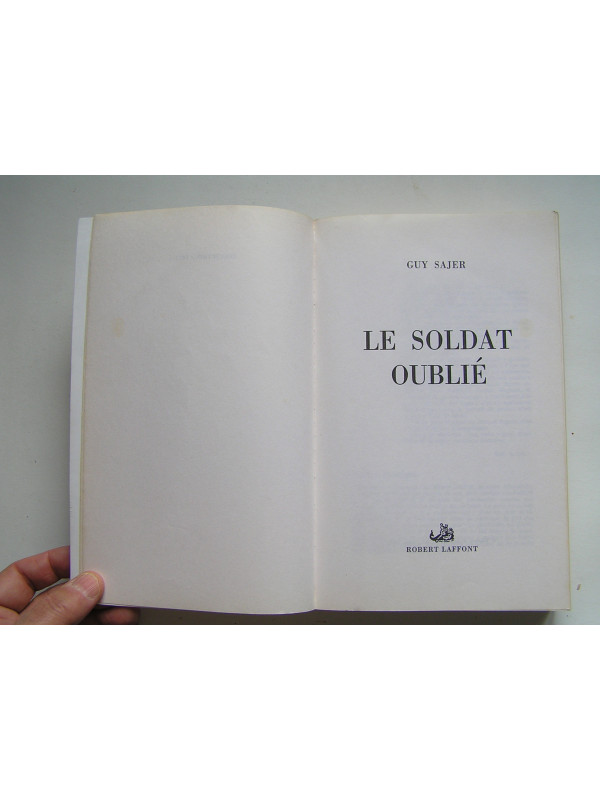 GUY SAJER
LE SOLDAT
OUBLIÉ
ROBERT LAFFONT